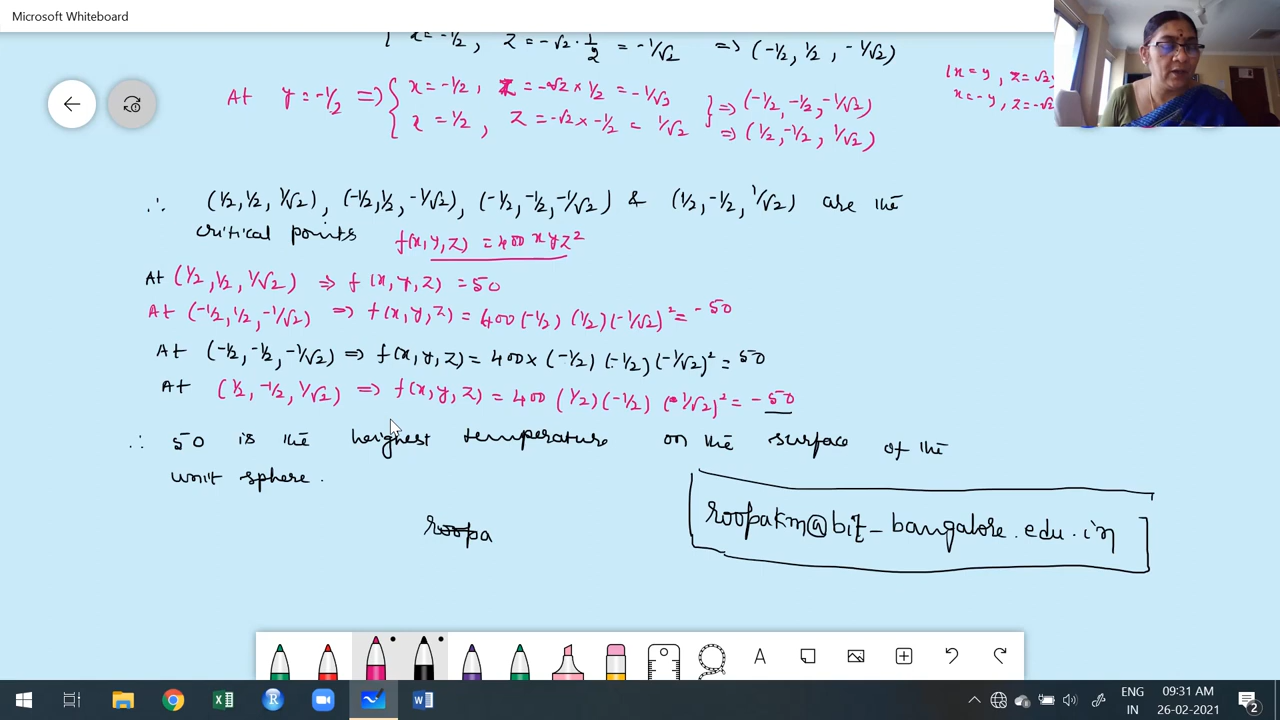 Microsoft Whiteboard
x = -1/2 , z = -√2 · 1/2 = -1/√2 ⇒ (-1/2, 1/2, -1/√2)
x = y, z = √2y
x = -y, z = -√2
At y = -1/2 ⇒ { x = -1/2, z = -√2 × 1/2 = -1/√2 } ⇒ (-1/2, -1/2, -1/√2)
x = 1/2, z = -√2 × -1/2 = 1/√2 ⇒ (1/2, -1/2, 1/√2)
∴ (1/2, 1/2, 1/√2), (-1/2, 1/2, -1/√2), (-1/2, -1/2, -1/√2) & (1/2, -1/2, 1/√2) are the
critical points f(x, y, z) = 400 xyz²
At (1/2, 1/2, 1/√2) ⇒ f(x, y, z) = 50
At (-1/2, 1/2, -1/√2) ⇒ f(x, y, z) = 400 (-1/2) (1/2) (-1/√2)² = -50
At (-1/2, -1/2, -1/√2) ⇒ f(x, y, z) = 400 × (-1/2) (-1/2) (-1/√2)² = 50
At (1/2, -1/2, 1/√2) ⇒ f(x, y, z) = 400 (1/2) (-1/2) (1/√2)² = -50
∴ 50 is the heighest temperature on the surface of the
unit sphere.
roopa
roopakm@bit-bangalore.edu.in
A
ENG
IN
09:31 AM
26-02-2021
2